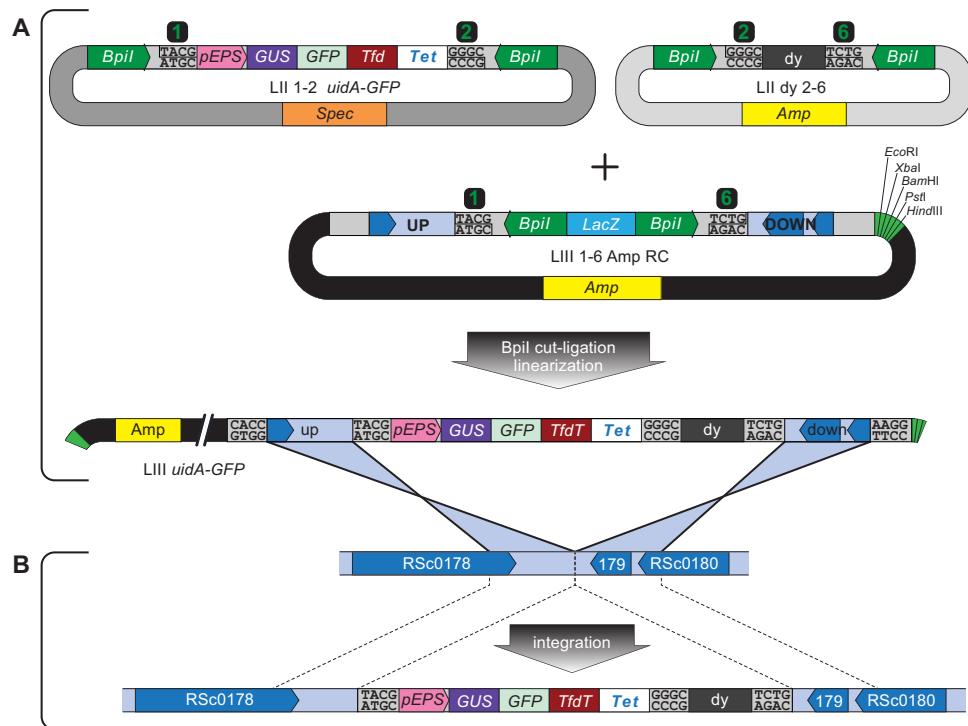 A
1 2 2 6
BpiI TACG pEPS GUS GFP Tfd Tet GGGC BpiI BpiI GGGC dy TCTG BpiI
ATGC CCCG CCCG AGAC
LII 1-2 uidA-GFP LII dy 2-6
Spec Amp
+
EcoRI
XbaI
BamHI
PstI
HindIII
1 6
UP TACG BpiI LacZ BpiI TCTG DOWN
ATGC AGAC
LIII 1-6 Amp RC
Amp
BpiI cut-ligation
linearization
Amp CACC up TACG pEPS GUS GFP TfdT Tet GGGC dy TCTG down AAGG
GTGG ATGC CCCG AGAC TTCC
LIII uidA-GFP
B
RSc0178 179 RSc0180
integration
RSc0178 TACG pEPS GUS GFP TfdT Tet GGGC dy TCTG 179 RSc0180
ATGC CCCG AGAC